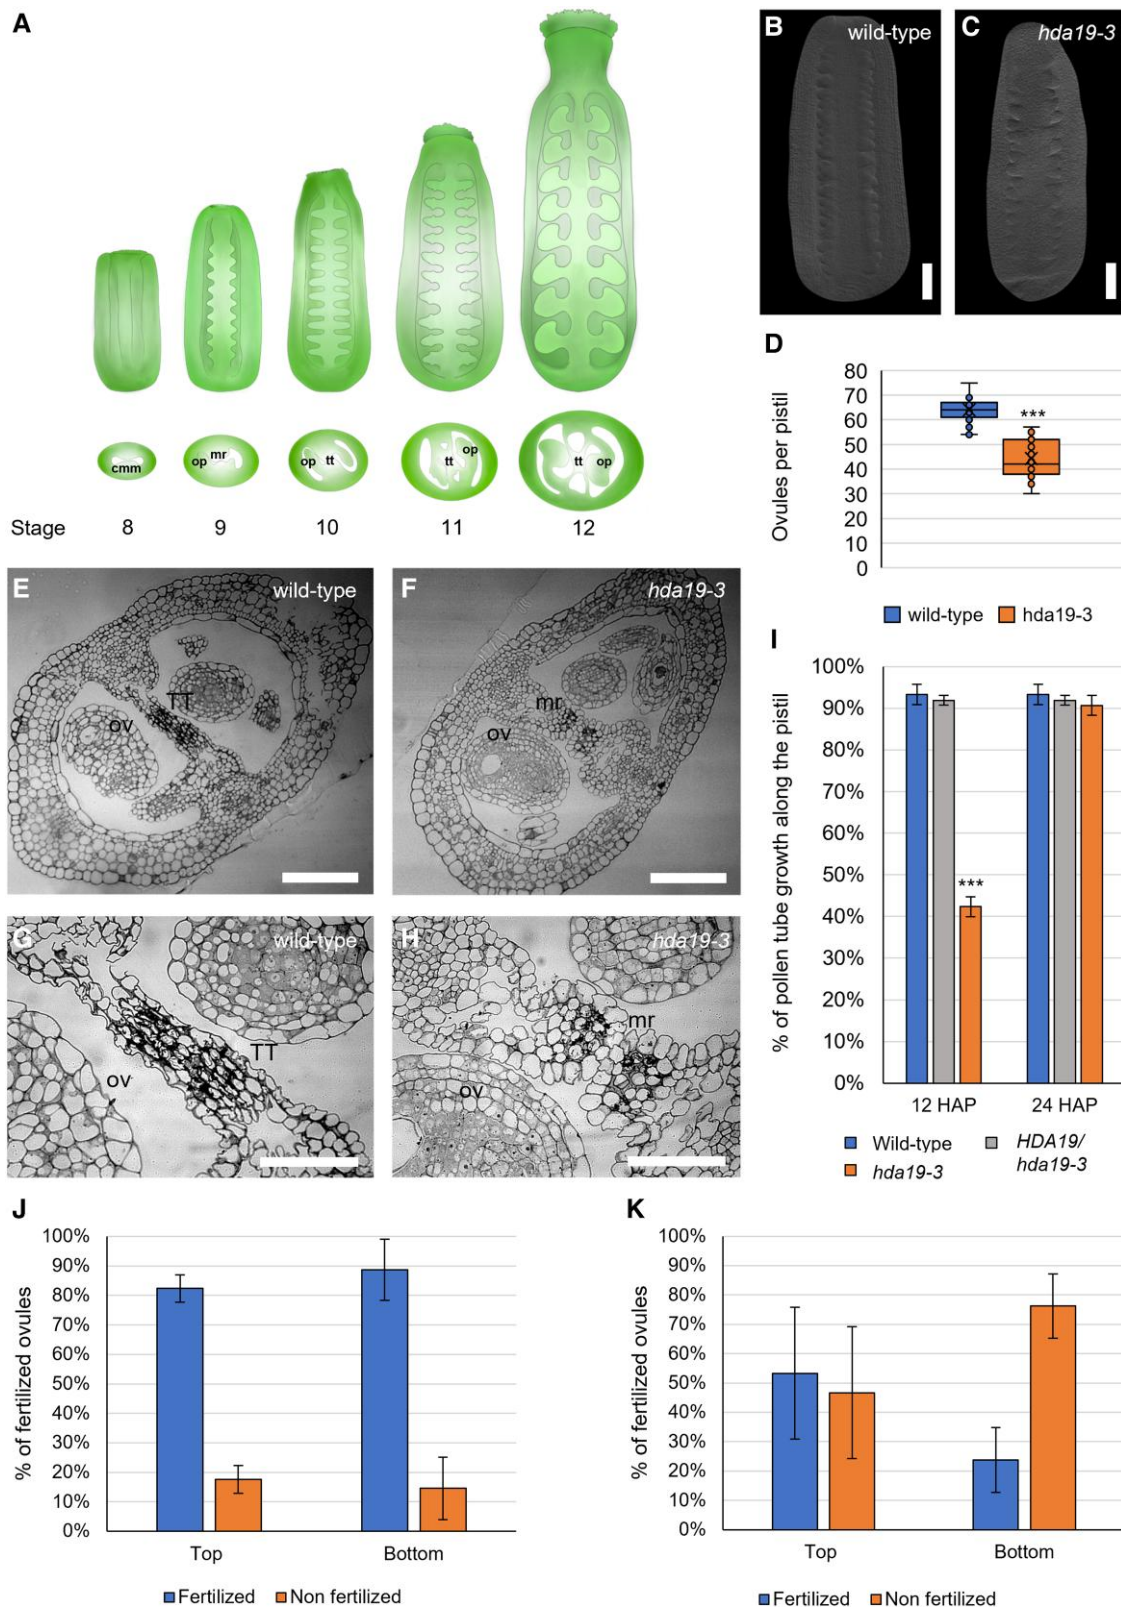 A
cmm
op mr
op tt
tt op
tt op
Stage 8 9 10 11 12
B wild-type
C hda19-3
D
Ovules per pistil
80
70
60
50
40
30
20
10
0
***
wild-type hda19-3
E wild-type
TT
ov
F hda19-3
mr
ov
G wild-type
TT
ov
H hda19-3
mr
ov
I
% of pollen tube growth along the pistil
100%
90%
80%
70%
60%
50%
40%
30%
20%
10%
0%
***
12 HAP 24 HAP
Wild-type HDA19/
hda19-3 hda19-3
J
% of fertilized ovules
100%
90%
80%
70%
60%
50%
40%
30%
20%
10%
0%
Top Bottom
Fertilized Non fertilized
K
% of fertilized ovules
100%
90%
80%
70%
60%
50%
40%
30%
20%
10%
0%
Top Bottom
Fertilized Non fertilized